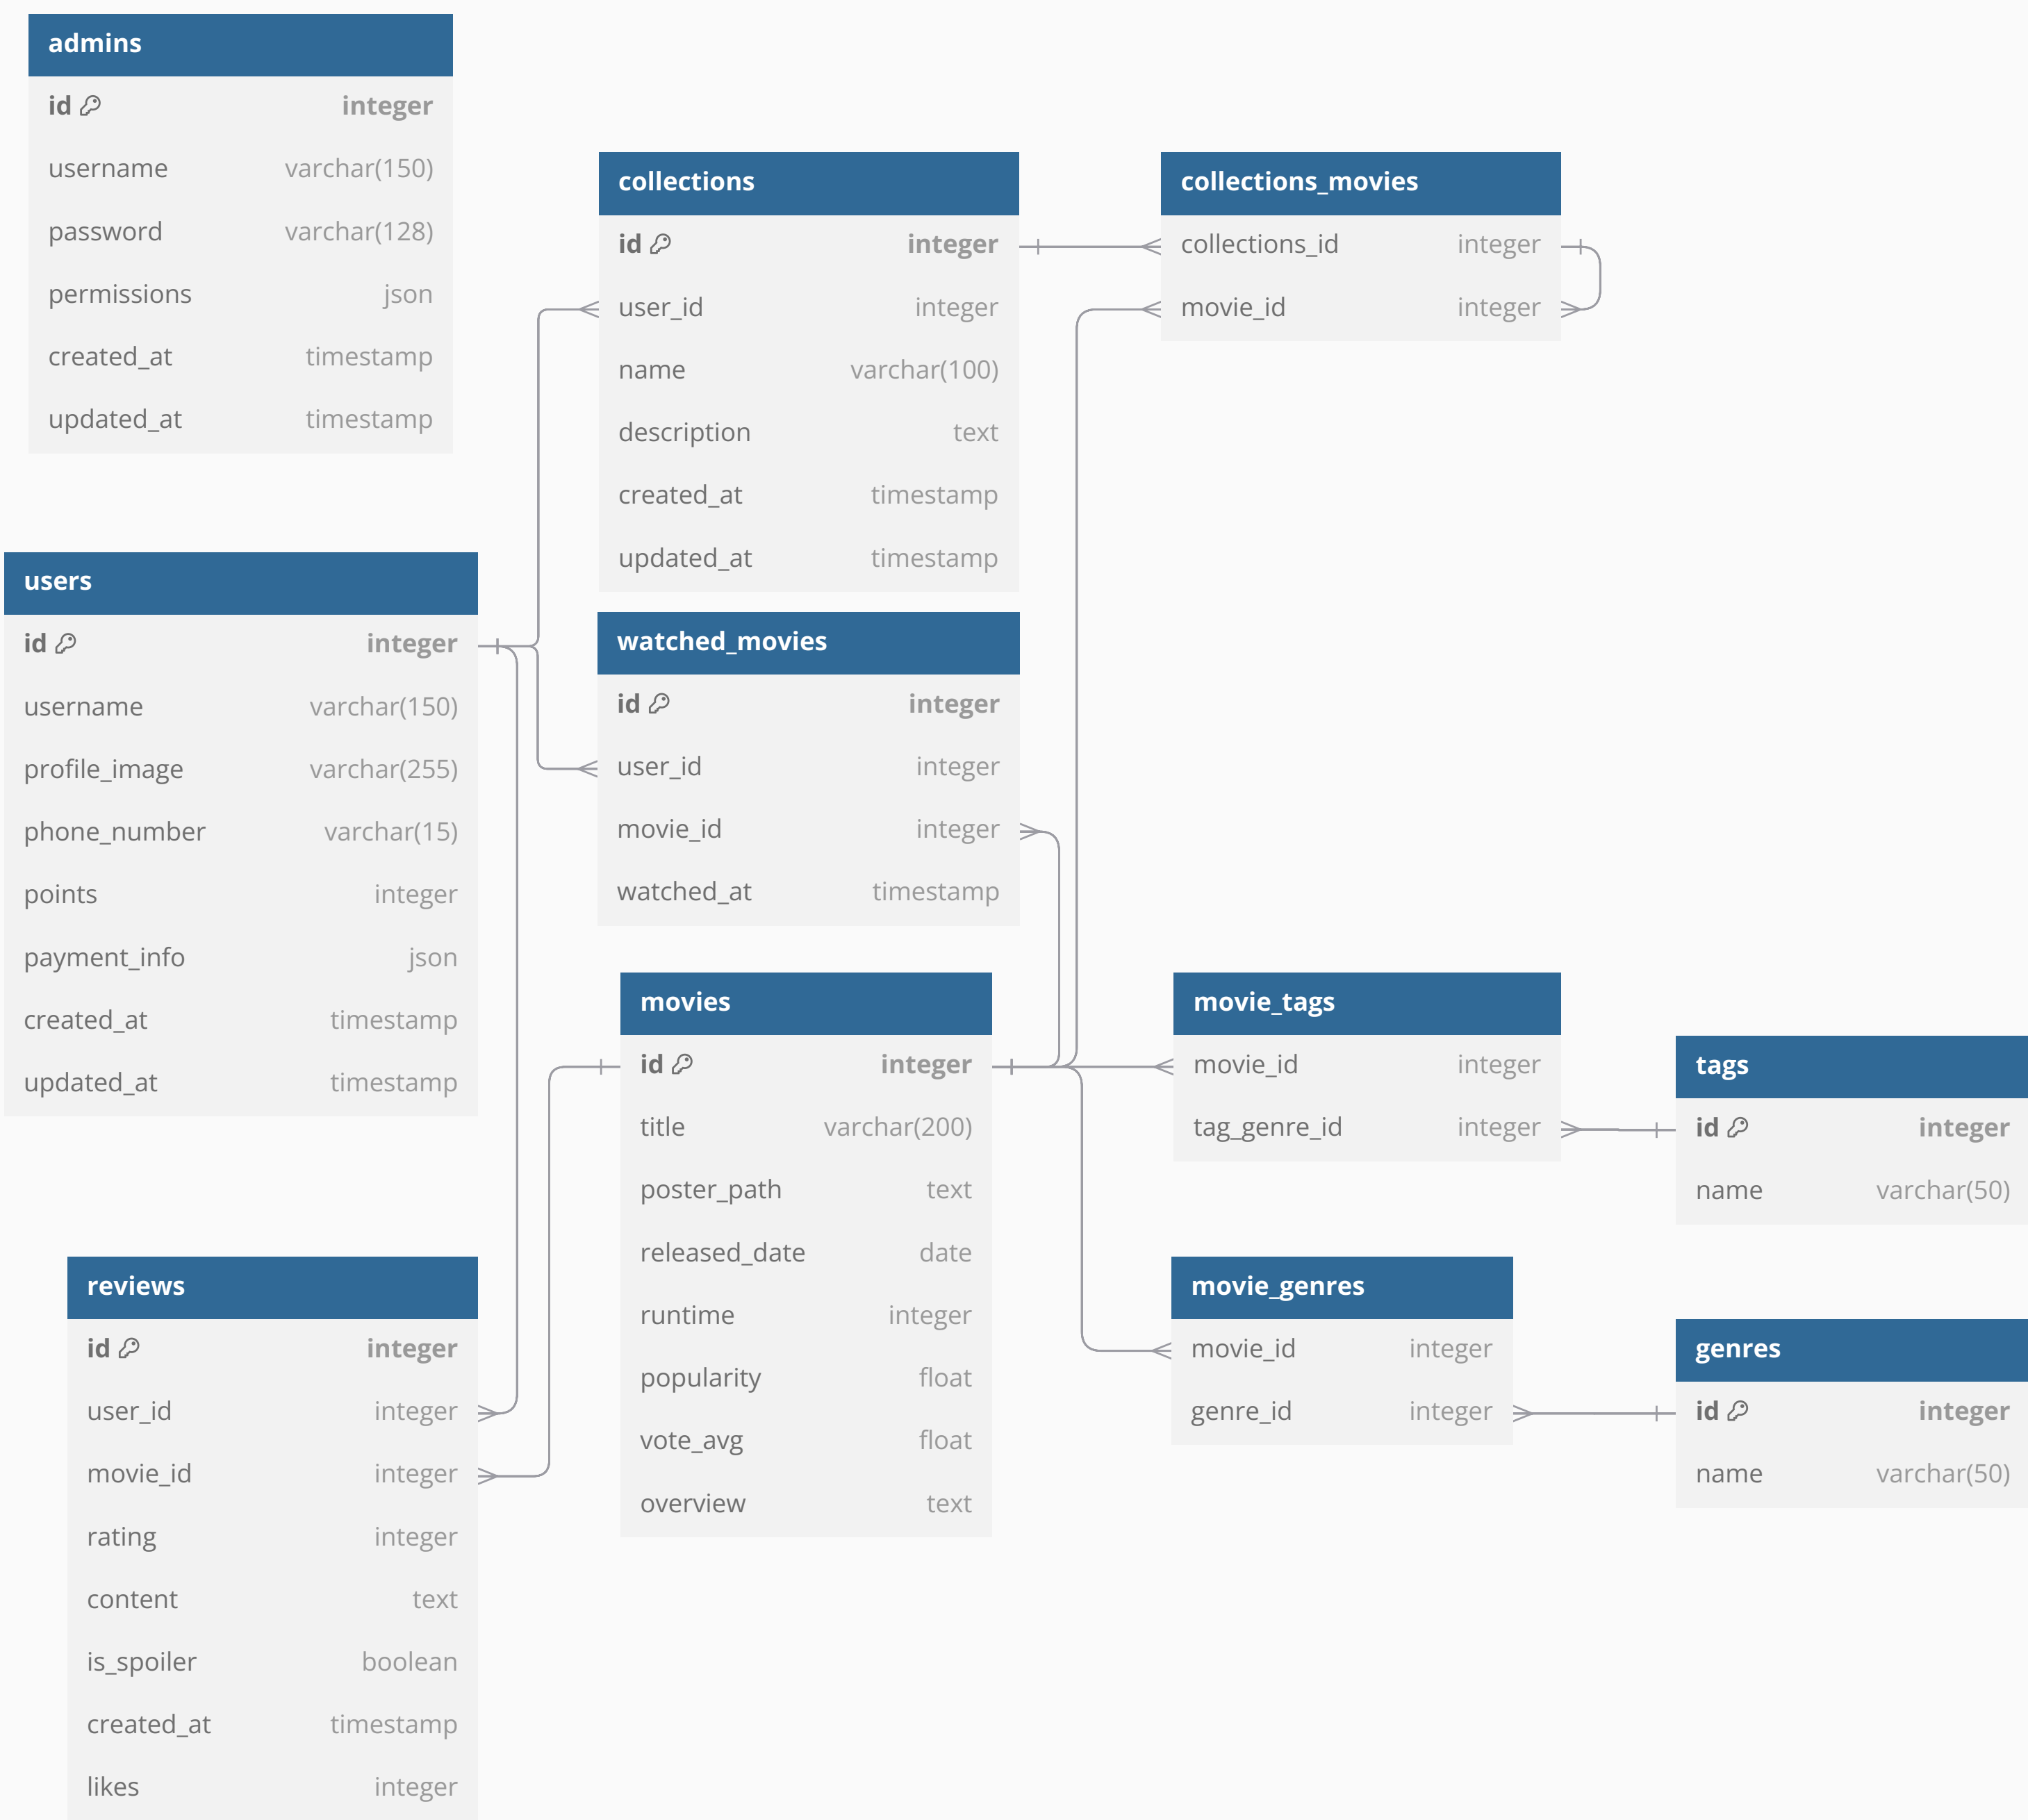 admins
id integer
username varchar(150)
password varchar(128)
permissions json
created_at timestamp
updated_at timestamp
collections
id integer
user_id integer
name varchar(100)
description text
created_at timestamp
updated_at timestamp
collections_movies
collections_id integer
movie_id integer
users
id integer
username varchar(150)
profile_image varchar(255)
phone_number varchar(15)
points integer
payment_info json
created_at timestamp
updated_at timestamp
watched_movies
id integer
user_id integer
movie_id integer
watched_at timestamp
movies
id integer
title varchar(200)
poster_path text
released_date date
runtime integer
popularity float
vote_avg float
overview text
movie_tags
movie_id integer
tag_genre_id integer
tags
id integer
name varchar(50)
reviews
id integer
user_id integer
movie_id integer
rating integer
content text
is_spoiler boolean
created_at timestamp
likes integer
movie_genres
movie_id integer
genre_id integer
genres
id integer
name varchar(50)